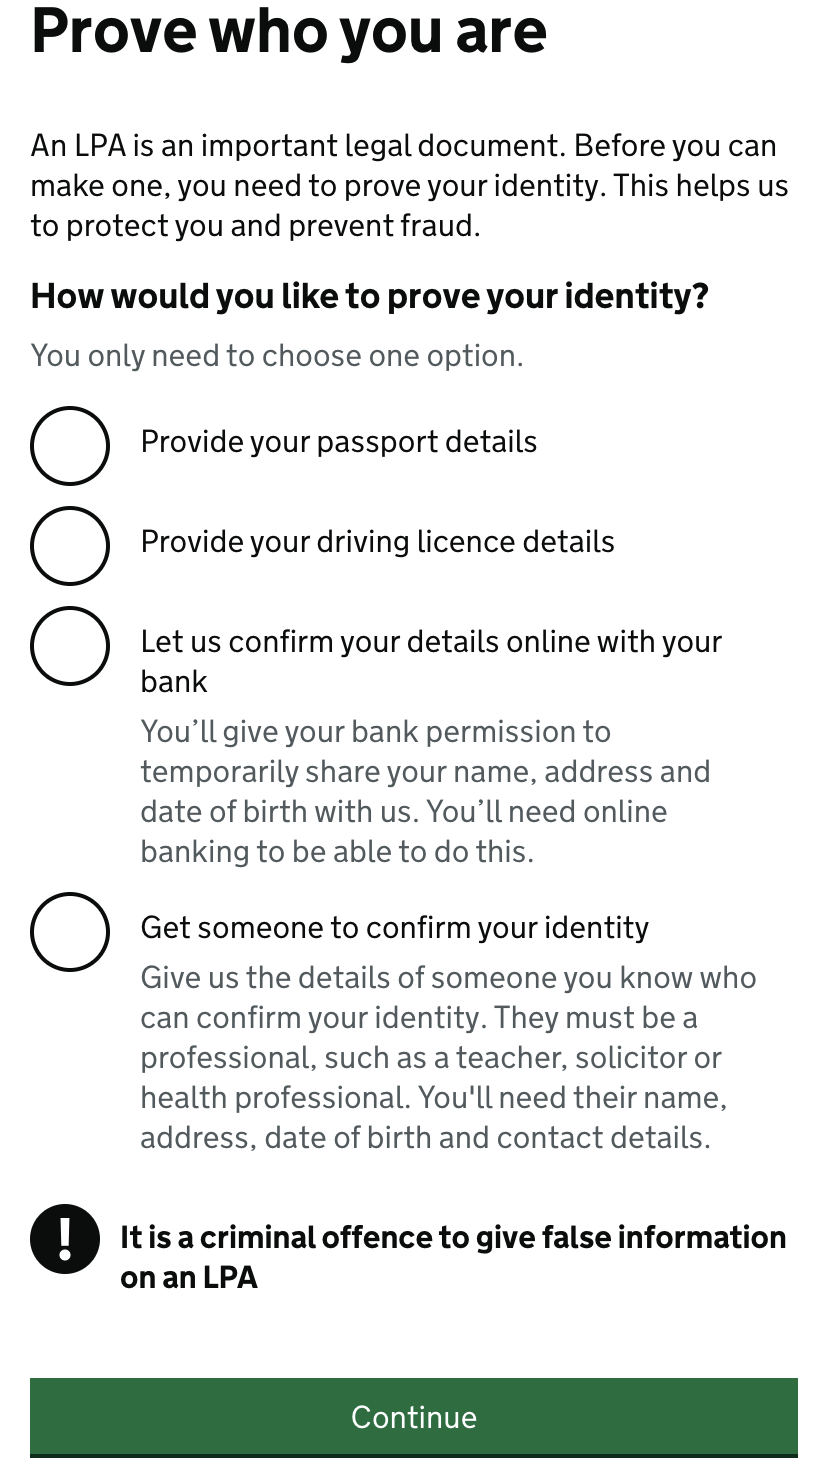 Prove who you are
An LPA is an important legal document. Before you can
make one, you need to prove your identity. This helps us
to protect you and prevent fraud.
How would you like to prove your identity?
You only need to choose one option.
Provide your passport details
Provide your driving licence details
Let us confirm your details online with your
bank
You’ll give your bank permission to
temporarily share your name, address and
date of birth with us. You’ll need online
banking to be able to do this.
Get someone to confirm your identity
Give us the details of someone you know who
can confirm your identity. They must be a
professional, such as a teacher, solicitor or
health professional. You'll need their name,
address, date of birth and contact details.
! It is a criminal offence to give false information
on an LPA
Continue